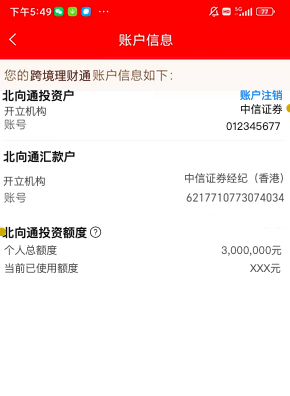 下午5:49 ··· HD 5G 77
账户信息
您的跨境理财通账户信息如下：
北向通投资户 账户注销
开立机构 中信证券
账号 012345677
北向通汇款户
开立机构 中信证券经纪（香港）
账号 6217710773074034
北向通投资额度 ?
个人总额度 3,000,000元
当前已使用额度 XXX元